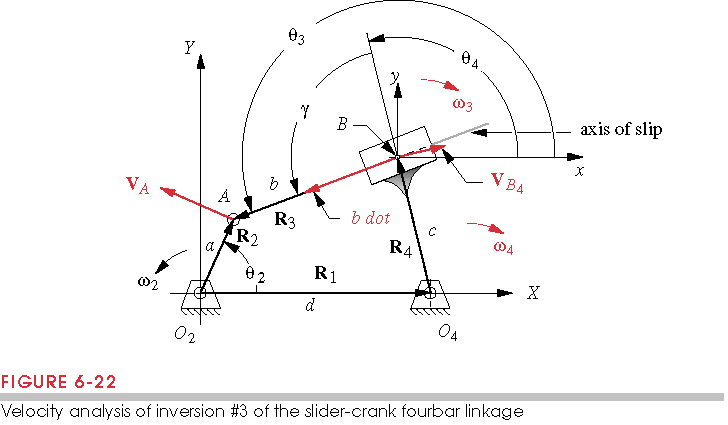 θ3
Y
θ4
y
γ
ω3
B
axis of slip
x
VA
A
b
VB4
R3
b dot
R2
a
c
R4
ω4
θ2
R1
ω2
X
d
O2
O4
FIGURE 6-22
Velocity analysis of inversion #3 of the slider-crank fourbar linkage